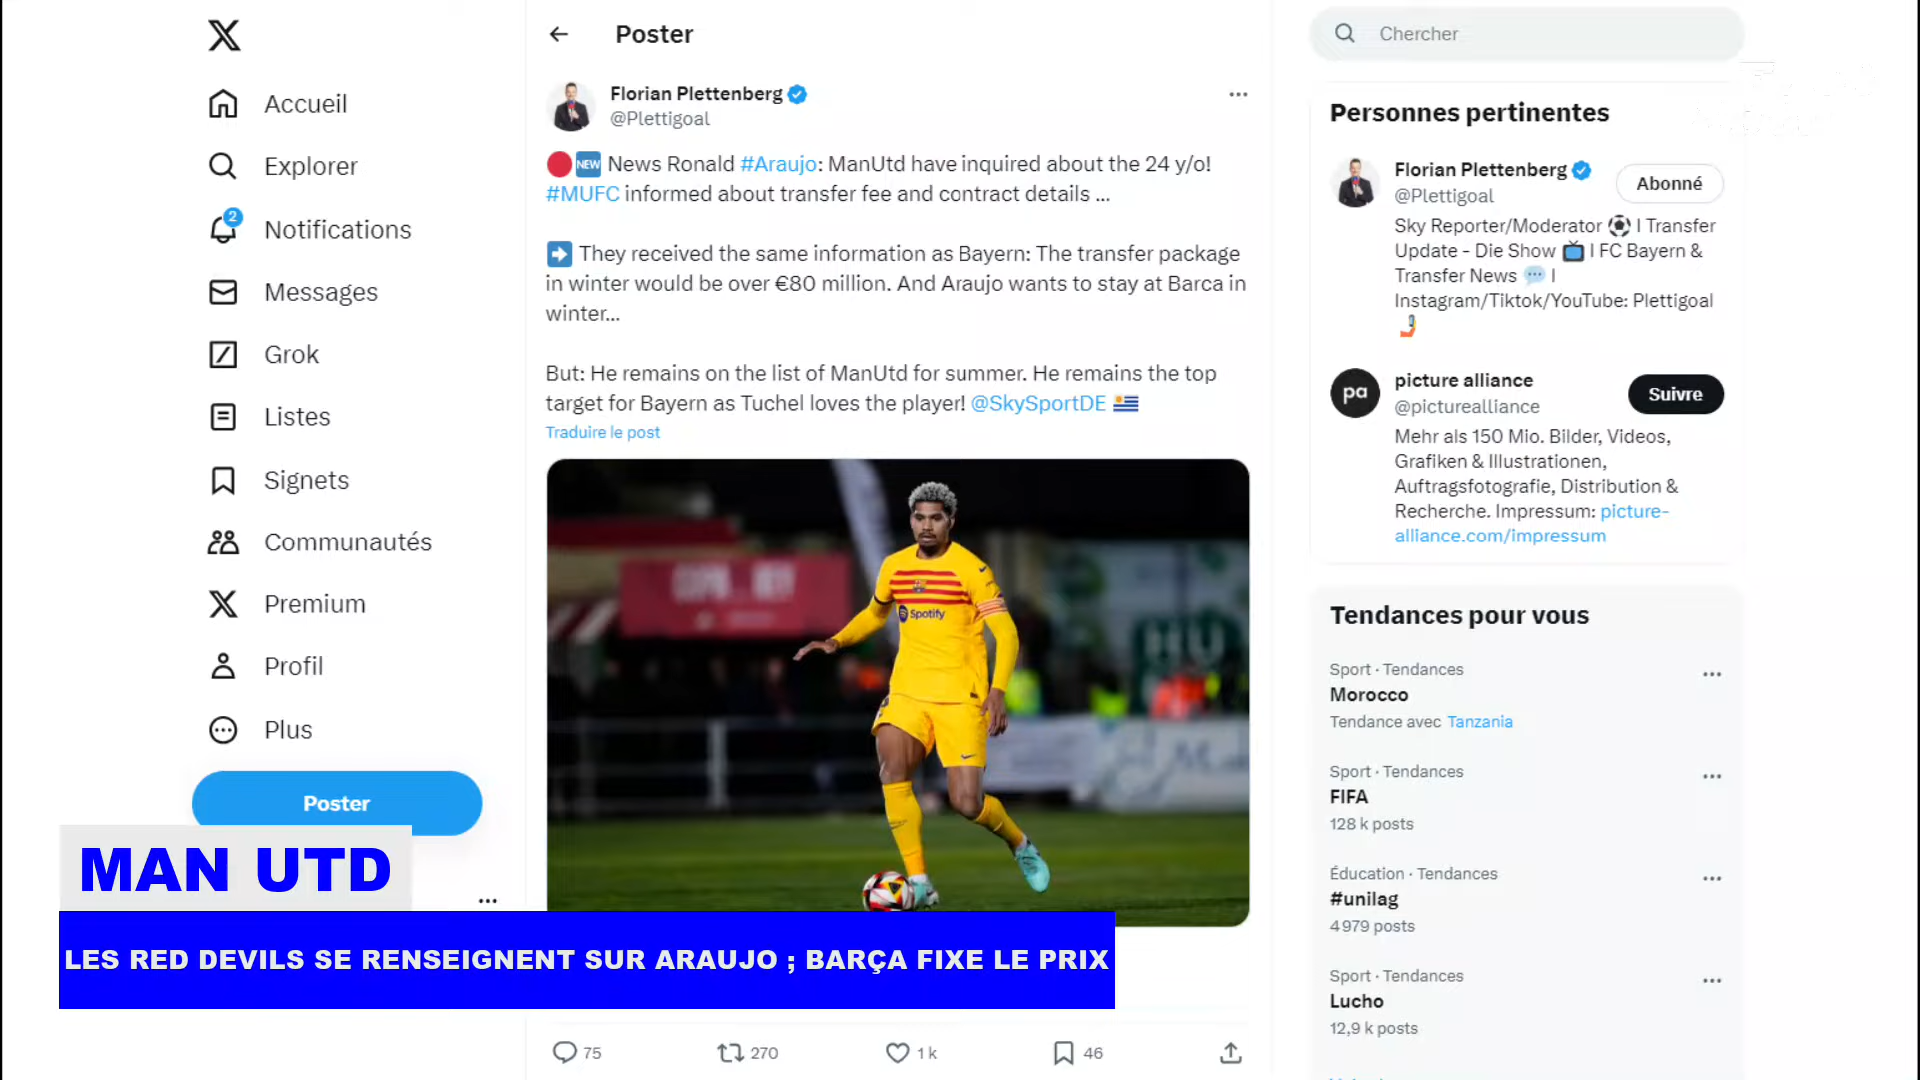 Accueil
Explorer
2
Notifications
Messages
Grok
Listes
Signets
Communautés
Premium
Profil
Plus
Poster
Poster
Florian Plettenberg
@Plettigoal
NEW News Ronald #Araujo: ManUtd have inquired about the 24 y/o!
#MUFC informed about transfer fee and contract details ...
They received the same information as Bayern: The transfer package
in winter would be over €80 million. And Araujo wants to stay at Barca in
winter...
But: He remains on the list of ManUtd for summer. He remains the top
target for Bayern as Tuchel loves the player! @SkySportDE
Traduire le post
Spotify
75
270
1 k
46
MAN UTD
LES RED DEVILS SE RENSEIGNENT SUR ARAUJO ; BARÇA FIXE LE PRIX
Chercher
Personnes pertinentes
Florian Plettenberg
@Plettigoal
Abonné
Sky Reporter/Moderator ⚽ I Transfer
Update - Die Show 📺 I FC Bayern &
Transfer News 💬 I
Instagram/Tiktok/YouTube: Plettigoal
pa
picture alliance
@picturealliance
Suivre
Mehr als 150 Mio. Bilder, Videos,
Grafiken & Illustrationen,
Auftragsfotografie, Distribution &
Recherche. Impressum: picture-
alliance.com/impressum
Tendances pour vous
Sport · Tendances
Morocco
Tendance avec Tanzania
Sport · Tendances
FIFA
128 k posts
Éducation · Tendances
#unilag
4 979 posts
Sport · Tendances
Lucho
12,9 k posts